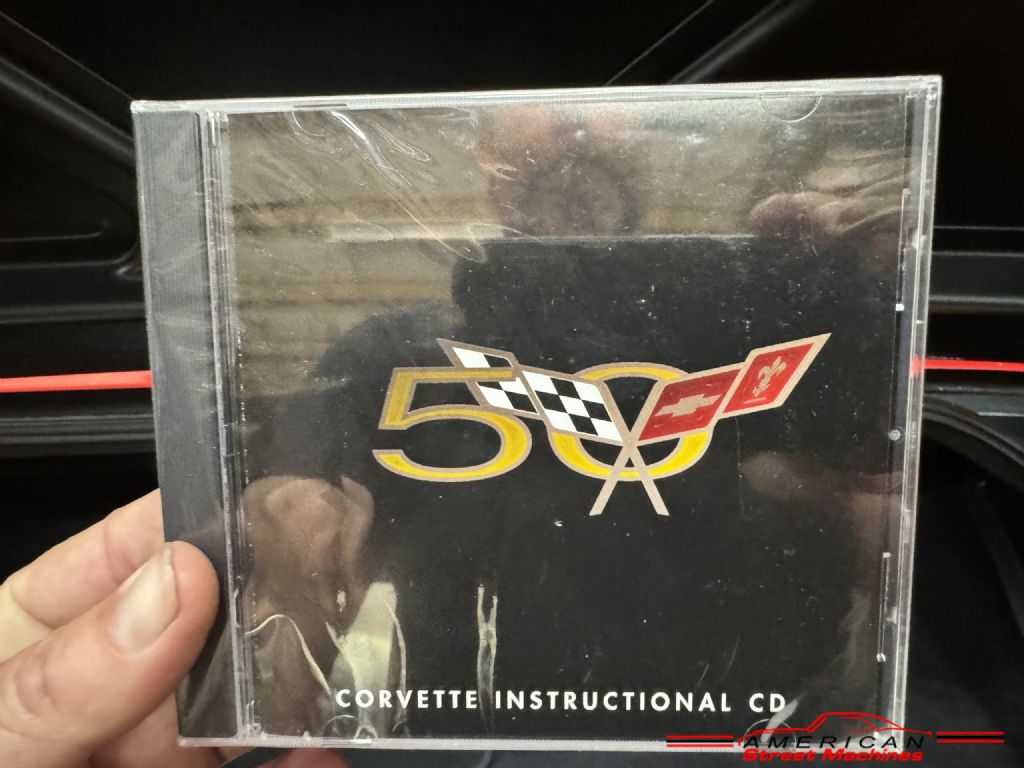 50
CORVETTE INSTRUCTIONAL CD
AMERICAN
Street Machines